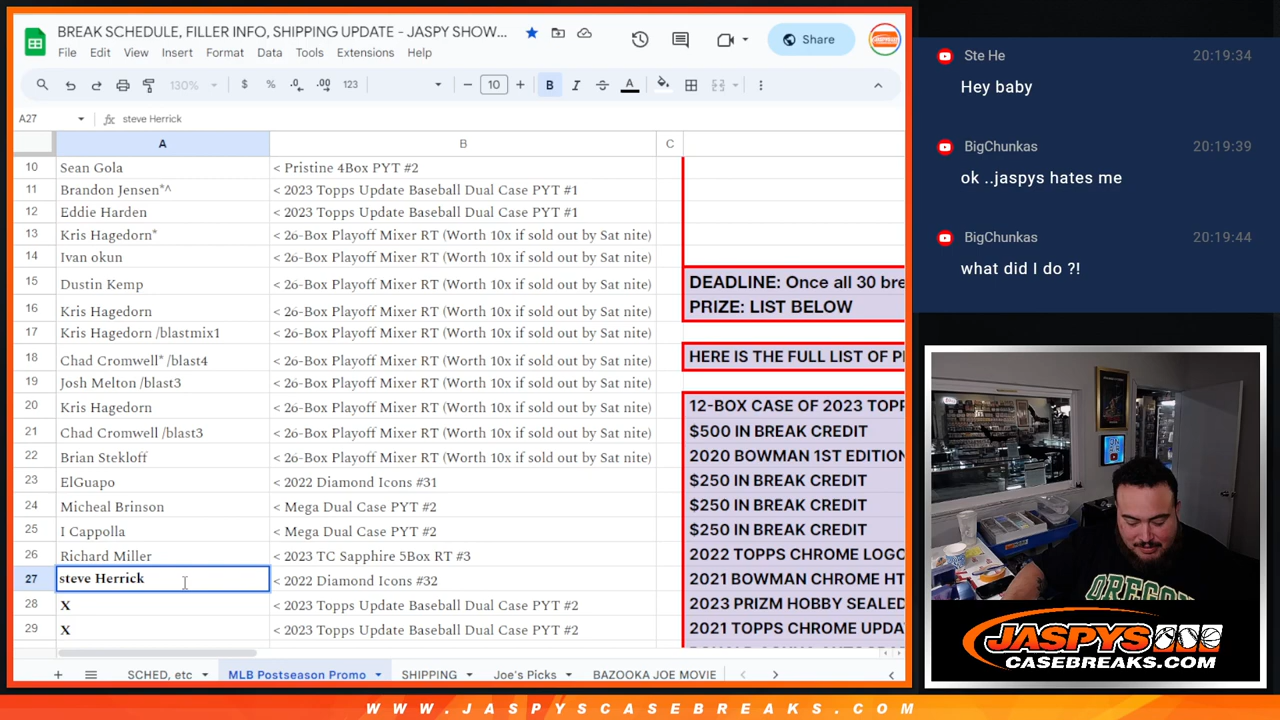 BREAK SCHEDULE, FILLER INFO, SHIPPING UPDATE - JASPY SHOW...
File Edit View Insert Format Data Tools Extensions Help
Share
130% $ % .0 .00 123 - 10 + B I S A
A27 fx steve Herrick
A B C
10 Sean Gola < Pristine 4Box PYT #2
11 Brandon Jensen*^ < 2023 Topps Update Baseball Dual Case PYT #1
12 Eddie Harden < 2023 Topps Update Baseball Dual Case PYT #1
13 Kris Hagedorn* < 26-Box Playoff Mixer RT (Worth 10x if sold out by Sat nite)
14 Ivan okun < 26-Box Playoff Mixer RT (Worth 10x if sold out by Sat nite)
15 Dustin Kemp < 26-Box Playoff Mixer RT (Worth 10x if sold out by Sat nite) DEADLINE: Once all 30 bre
16 Kris Hagedorn < 26-Box Playoff Mixer RT (Worth 10x if sold out by Sat nite) PRIZE: LIST BELOW
17 Kris Hagedorn /blastmix1 < 26-Box Playoff Mixer RT (Worth 10x if sold out by Sat nite)
18 Chad Cromwell* /blast4 < 26-Box Playoff Mixer RT (Worth 10x if sold out by Sat nite) HERE IS THE FULL LIST OF P
19 Josh Melton /blast3 < 26-Box Playoff Mixer RT (Worth 10x if sold out by Sat nite)
20 Kris Hagedorn < 26-Box Playoff Mixer RT (Worth 10x if sold out by Sat nite) 12-BOX CASE OF 2023 TOPP
21 Chad Cromwell /blast3 < 26-Box Playoff Mixer RT (Worth 10x if sold out by Sat nite) $500 IN BREAK CREDIT
22 Brian Stekloff < 26-Box Playoff Mixer RT (Worth 10x if sold out by Sat nite) 2020 BOWMAN 1ST EDITION
23 ElGuapo < 2022 Diamond Icons #31 $250 IN BREAK CREDIT
24 Micheal Brinson < Mega Dual Case PYT #2 $250 IN BREAK CREDIT
25 I Cappolla < Mega Dual Case PYT #2 $250 IN BREAK CREDIT
26 Richard Miller < 2023 TC Sapphire 5Box RT #3 2022 TOPPS CHROME LOGO
27 steve Herrick < 2022 Diamond Icons #32 2021 BOWMAN CHROME HT
28 X < 2023 Topps Update Baseball Dual Case PYT #2 2023 PRIZM HOBBY SEALED
29 X < 2023 Topps Update Baseball Dual Case PYT #2 2021 TOPPS CHROME UPDA
+ SCHED, etc MLB Postseason Promo SHIPPING Joe's Picks BAZOOKA JOE MOVIE
Ste He 20:19:34
Hey baby
BigChunkas 20:19:39
ok ..jaspys hates me
BigChunkas 20:19:44
what did I do ?!
OREGON
JASPYS
CASEBREAKS.COM
WWW.JASPYSCASEBREAKS.COM